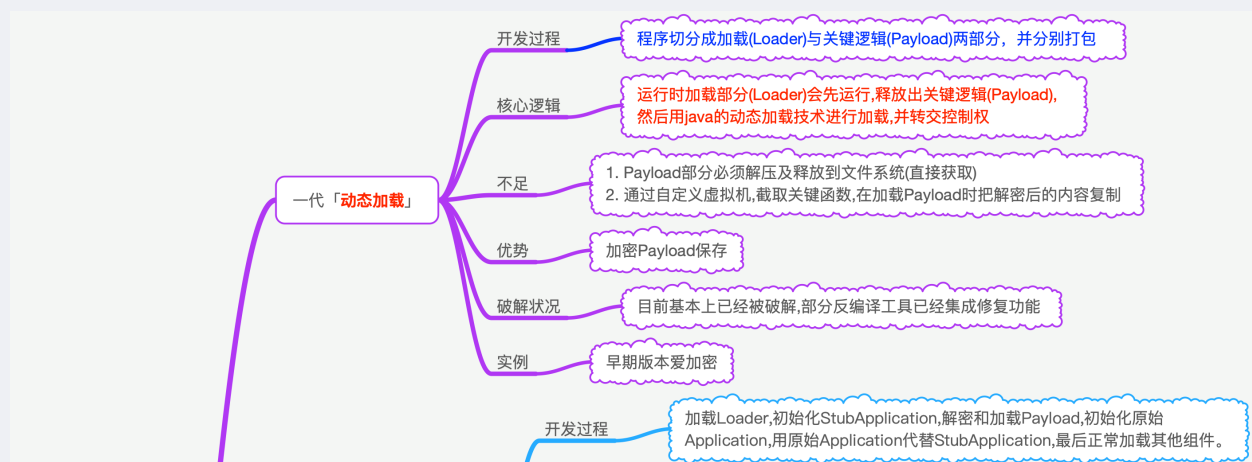 开发过程
程序切分成加载(Loader)与关键逻辑(Payload)两部分，并分别打包
核心逻辑
运行时加载部分(Loader)会先运行,释放出关键逻辑(Payload),
然后用java的动态加载技术进行加载,并转交控制权
一代「动态加载」
不足
1. Payload部分必须解压及释放到文件系统(直接获取)
2. 通过自定义虚拟机,截取关键函数,在加载Payload时把解密后的内容复制
优势
加密Payload保存
破解状况
目前基本上已经被破解,部分反编译工具已经集成修复功能
实例
早期版本爱加密
开发过程
加载Loader,初始化StubApplication,解密和加载Payload,初始化原始
Application,用原始Application代替StubApplication,最后正常加载其他组件。